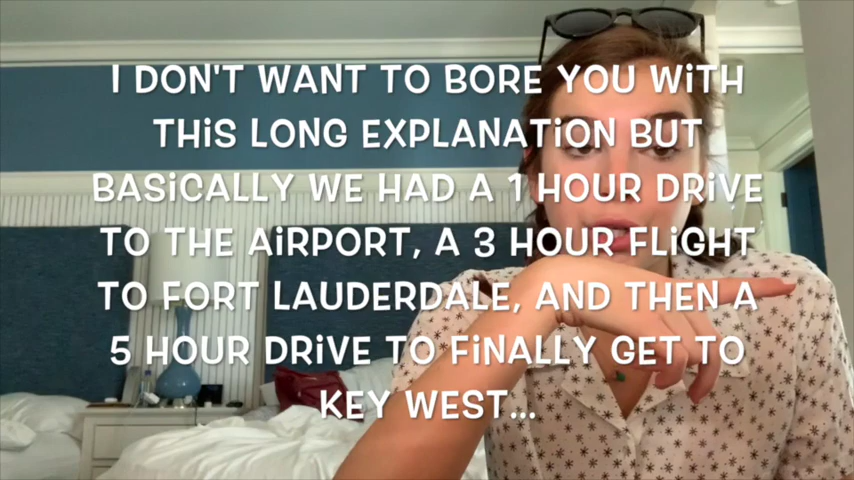 I DON'T WANT TO BORE YOU WiTH
THiS LONG EXPLANATiON BUT
BASiCALLY WE HAD A 1 HOUR DRiVE
TO THE AiRPORT, A 3 HOUR FLiGHT
TO FORT LAUDERDALE, AND THEN A
5 HOUR DRiVE TO FiNALLY GET TO
KEY WEST...